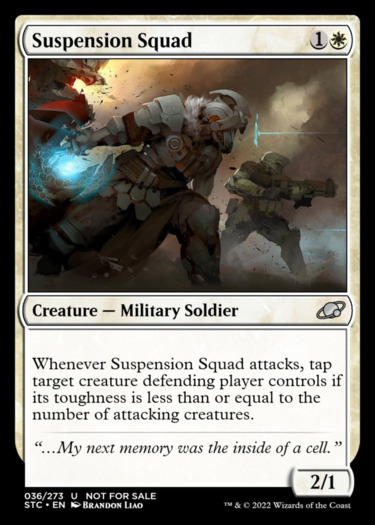 Suspension Squad 1
Creature — Military Soldier
Whenever Suspension Squad attacks, tap
target creature defending player controls if
its toughness is less than or equal to the
number of attacking creatures.
“…My next memory was the inside of a cell.”
2/1
036/273 U NOT FOR SALE
STC • EN BRANDON LIAO
™ & © 2022 Wizards of the Coast